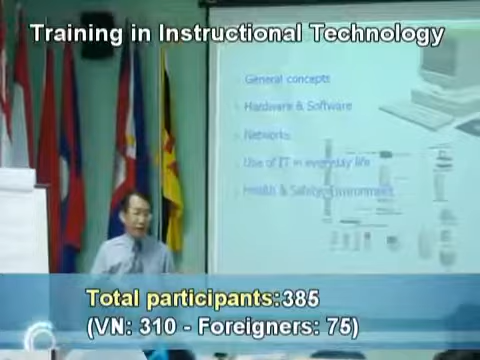 Training in Instructional Technology
General concepts
Hardware & Software
Networks
Use of IT in everyday life
Health & Safety, Environment
Total participants:385
(VN: 310 - Foreigners: 75)